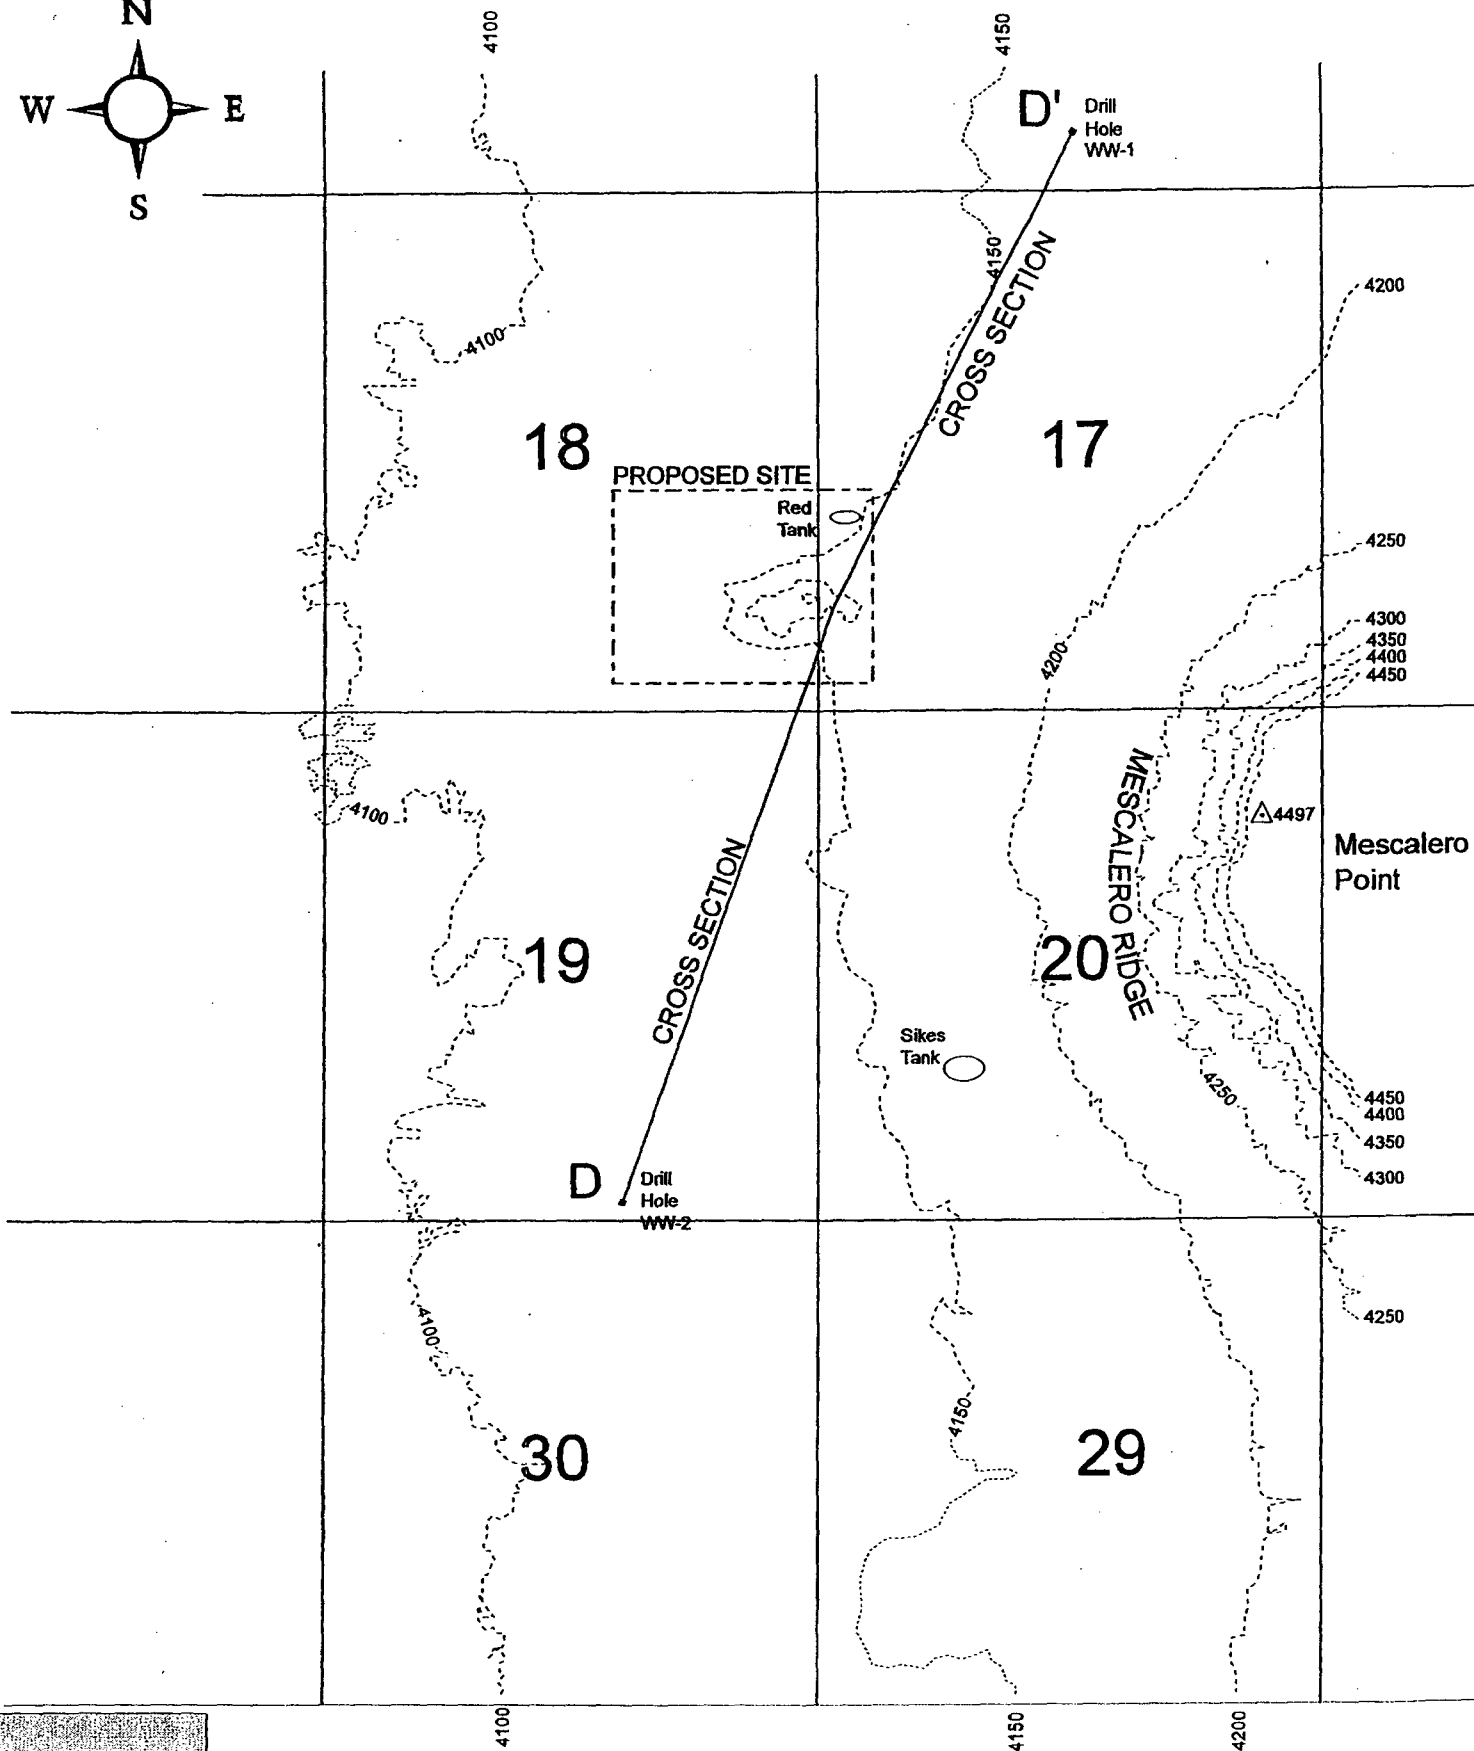 N
W
E
S
4100
4150
D'
Drill
Hole
WW-1
4150
CROSS SECTION
4200
4100
18
17
PROPOSED SITE
Red
Tank
4250
4300
4350
4400
4450
4200
4100
MESCALERO RIDGE
4497
Mescalero
Point
CROSS SECTION
19
20
Sikes
Tank
4250
4450
4400
4350
4300
D
Drill
Hole
WW-2
4100
4250
4150
30
29
4100
4150
4200